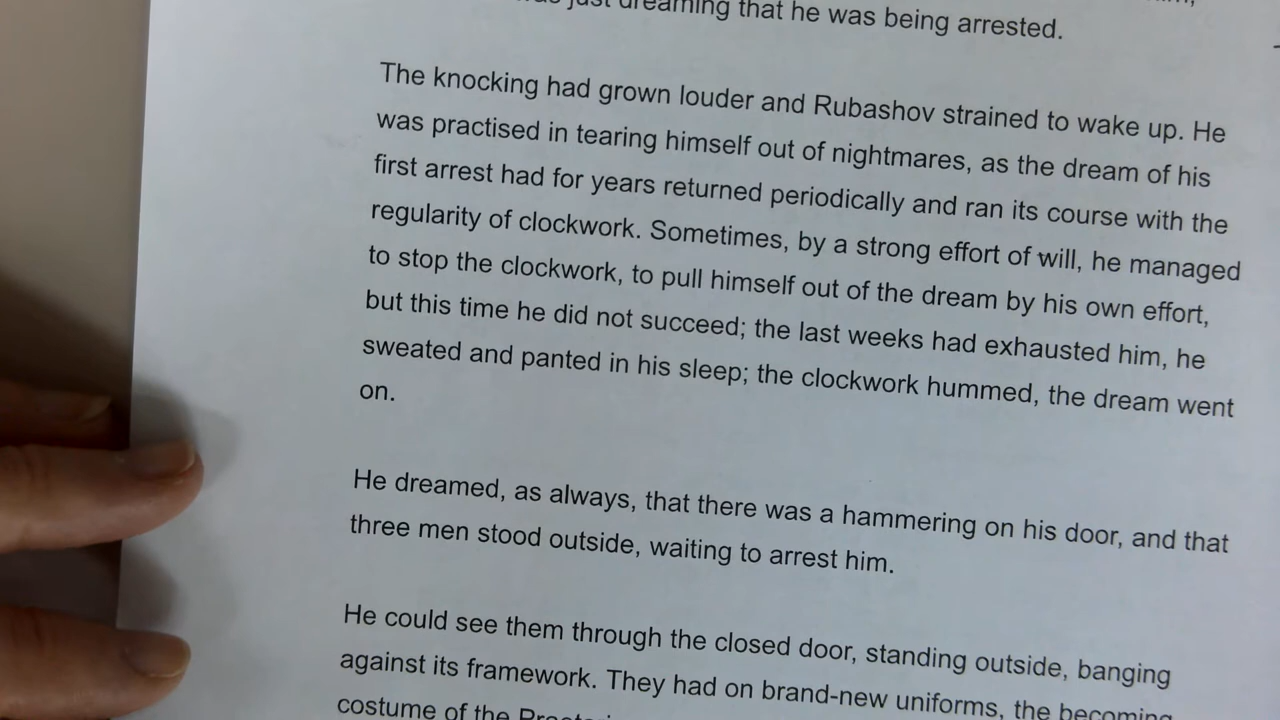 just dreaming that he was being arrested.
The knocking had grown louder and Rubashov strained to wake up. He
was practised in tearing himself out of nightmares, as the dream of his
first arrest had for years returned periodically and ran its course with the
regularity of clockwork. Sometimes, by a strong effort of will, he managed
to stop the clockwork, to pull himself out of the dream by his own effort,
but this time he did not succeed; the last weeks had exhausted him, he
sweated and panted in his sleep; the clockwork hummed, the dream went
on.
He dreamed, as always, that there was a hammering on his door, and that
three men stood outside, waiting to arrest him.
He could see them through the closed door, standing outside, banging
against its framework. They had on brand-new uniforms, the becoming
costume of the